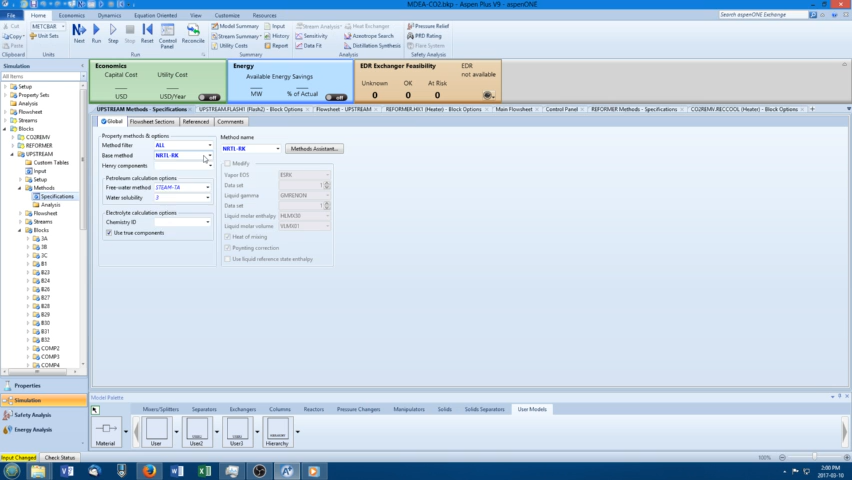 MDEA-CO2.bkp - Aspen Plus V9 - aspenONE
File Home Economics Dynamics Equation Oriented View Customize Resources Search aspenONE Exchange
Cut METCBAR Model Summary Input Stream Analysis Heat Exchanger Pressure Relief
Copy Unit Sets Stream Summary History Sensitivity Azeotrope Search PRD Rating
Paste Next Run Step Stop Reset Control Panel Reconcile Utility Costs Report Data Fit Distillation Synthesis Flare System
Clipboard Units Run Summary Analysis Safety Analysis
Simulation
All Items
Setup
Property Sets
Analysis
Flowsheet
Streams
Blocks
CO2REMV
REFORMER
UPSTREAM
Custom Tables
Input
Setup
Methods
Specifications
Analysis
Flowsheet
Streams
Blocks
3A
3B
3C
B1
B23
B24
B26
B27
B28
B29
B30
B31
B32
COMP2
COMP3
COMP4
Properties
Simulation
Safety Analysis
Energy Analysis
Economics
Capital Cost Utility Cost
USD USD/Year off
Energy
Available Energy Savings
MW % of Actual off
EDR Exchanger Feasibility
Unknown OK At Risk
0 0 0
EDR not available
UPSTREAM Methods - Specifications UPSTREAM.FLASH1 (Flash2) - Block Options Flowsheet - UPSTREAM REFORMER.HX1 (Heater) - Block Options Main Flowsheet Control Panel REFORMER Methods - Specifications CO2REMV.RECCOOL (Heater) - Block Options +
Global Flowsheet Sections Referenced Comments
Property methods & options
Method filter ALL
Base method NRTL-RK
Henry components
Petroleum calculation options
Free-water method STEAM-TA
Water solubility 3
Electrolyte calculation options
Chemistry ID
Use true components
Method name
NRTL-RK Methods Assistant...
Modify
Vapor EOS ESRK
Data set 1
Liquid gamma GMRENON
Data set 1
Liquid molar enthalpy HLMX30
Liquid molar volume VLMX01
Heat of mixing
Poynting correction
Use liquid reference state enthalpy
Model Palette
Mixers/Splitters Separators Exchangers Columns Reactors Pressure Changers Manipulators Solids Solids Separators User Models
Material User User2 User3 Hierarchy
Input Changed Check Status 100%
2:00 PM
2017-03-10